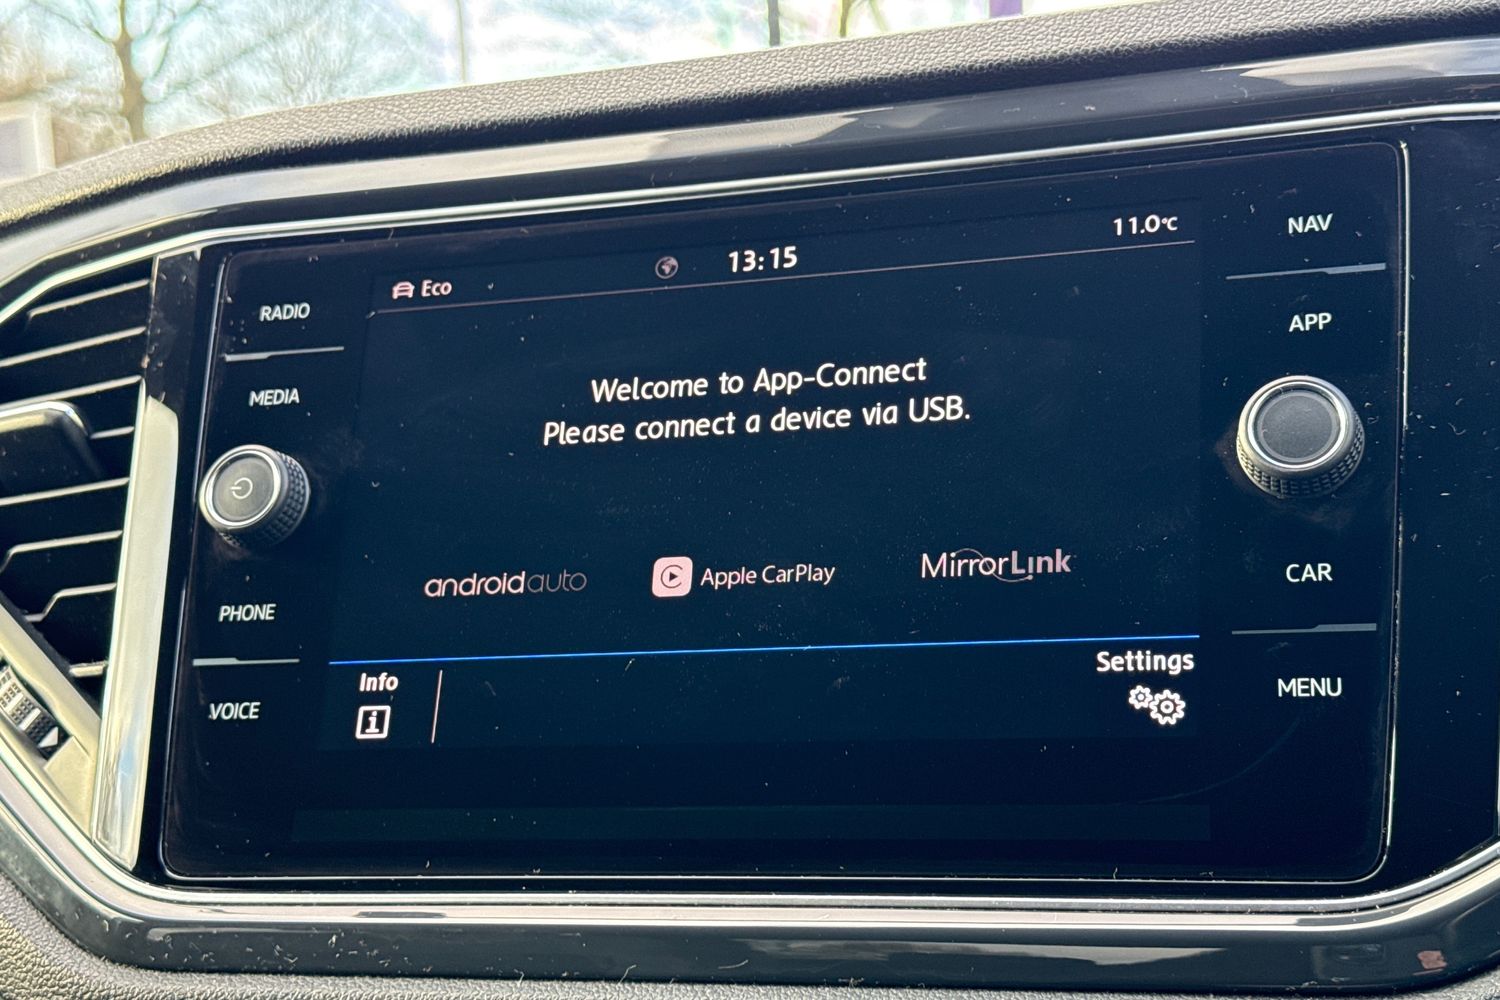 Eco
13:15
11.0°C
RADIO
MEDIA
PHONE
VOICE
Welcome to App-Connect
Please connect a device via USB.
androidauto
Apple CarPlay
MirrorLink
Info
i
Settings
NAV
APP
CAR
MENU